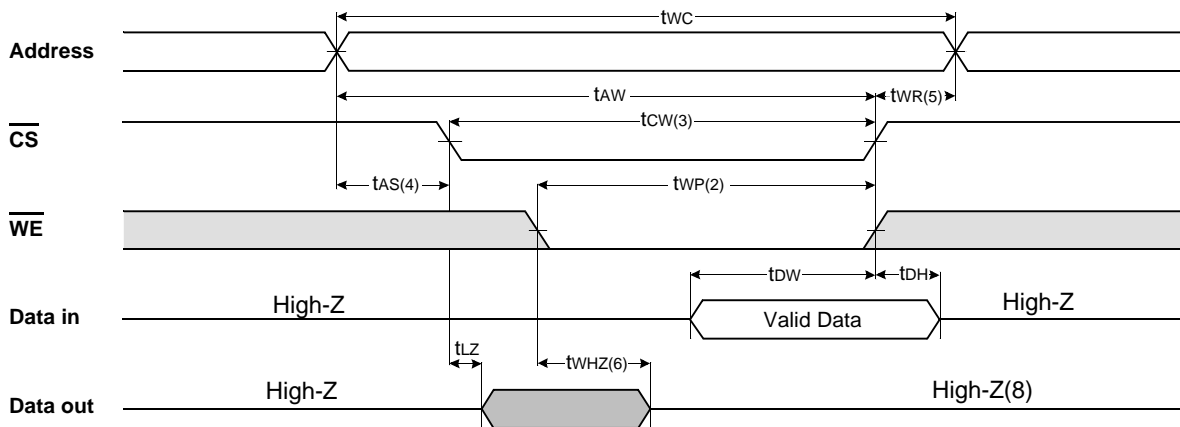 tWC
Address
tAW
tWR(5)
CS
tCW(3)
tAS(4)
tWP(2)
WE
tDW
tDH
Data in
High-Z
Valid Data
High-Z
tLZ
tWHZ(6)
Data out
High-Z
High-Z(8)